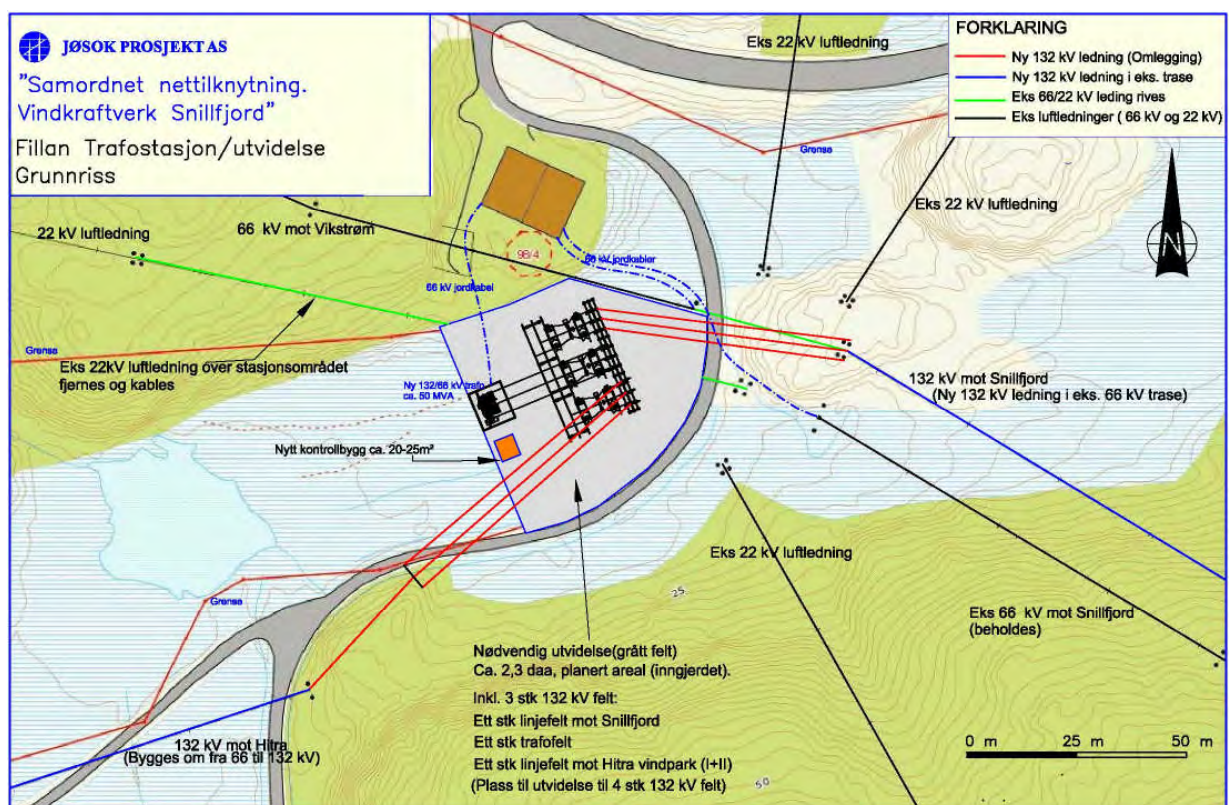 JØSOK PROSJEKT AS
"Samordnet nettilknytning.
Vindkraftverk Snillfjord"
Fillan Trafostasjon/utvidelse
Grunnriss
FORKLARING
Ny 132 kV ledning (Omlegging)
Ny 132 kV ledning i eks. trase
Eks 66/22 kV leding rives
Eks luftledninger ( 66 kV og 22 kV)
Eks 22 kV luftledning
Grense
Eks 22 kV luftledning
N
22 kV luftledning
66 kV mot Vikstrøm
96/4
66 kV jordkabler
66 kV jordkabel
Grense
Eks 22kV luftledning over stasjonsområdet
fjernes og kables
Ny 132/66 kV trafo
ca. 50 MVA
132 kV mot Snillfjord
(Ny 132 kV ledning i eks. 66 kV trase)
Nytt kontrollbygg ca. 20-25m²
Eks 22 kV luftledning
Grense
25
Eks 66 kV mot Snillfjord
(beholdes)
Nødvendig utvidelse(grått felt)
Ca. 2,3 daa, planert areal (inngjerdet).
Inkl. 3 stk 132 kV felt:
Ett stk linjefelt mot Snillfjord
Ett stk trafofelt
Ett stk linjefelt mot Hitra vindpark (I+II)
(Plass til utvidelse til 4 stk 132 kV felt)
132 kV mot Hitra
(Bygges om fra 66 til 132 kV)
0 m 25 m 50 m
50